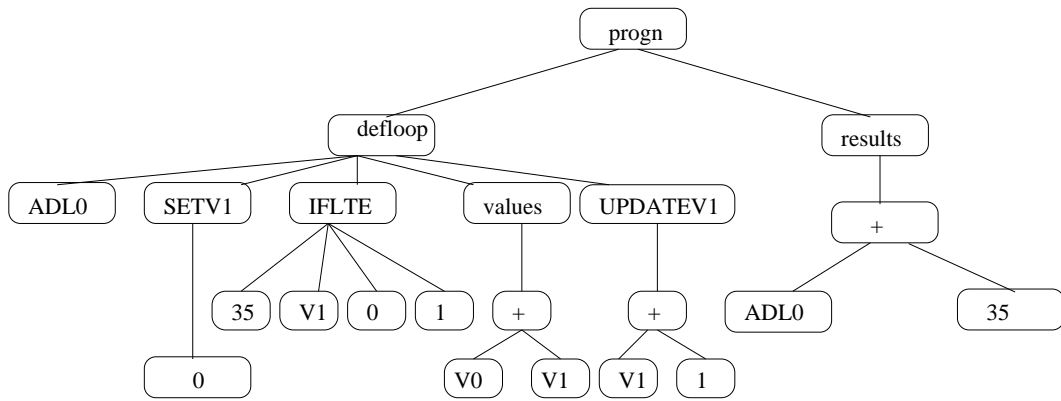 progn
defloop
results
ADL0
SETV1
IFLTE
values
UPDATEV1
+
35
V1
0
1
+
+
ADL0
35
0
V0
V1
V1
1